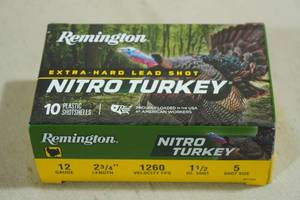 Remington
EXTRA-HARD LEAD SHOT
NITRO TURKEY
10 PLASTIC SHOTSHELLS
PROUDLY LOADED IN THE USA
BY AMERICAN WORKERS
Remington
NITRO TURKEY
12 2 3/4" 1260 1 1/2 5
GAUGE LENGTH VELOCITY FPS OZ. SHOT SHOT SIZE